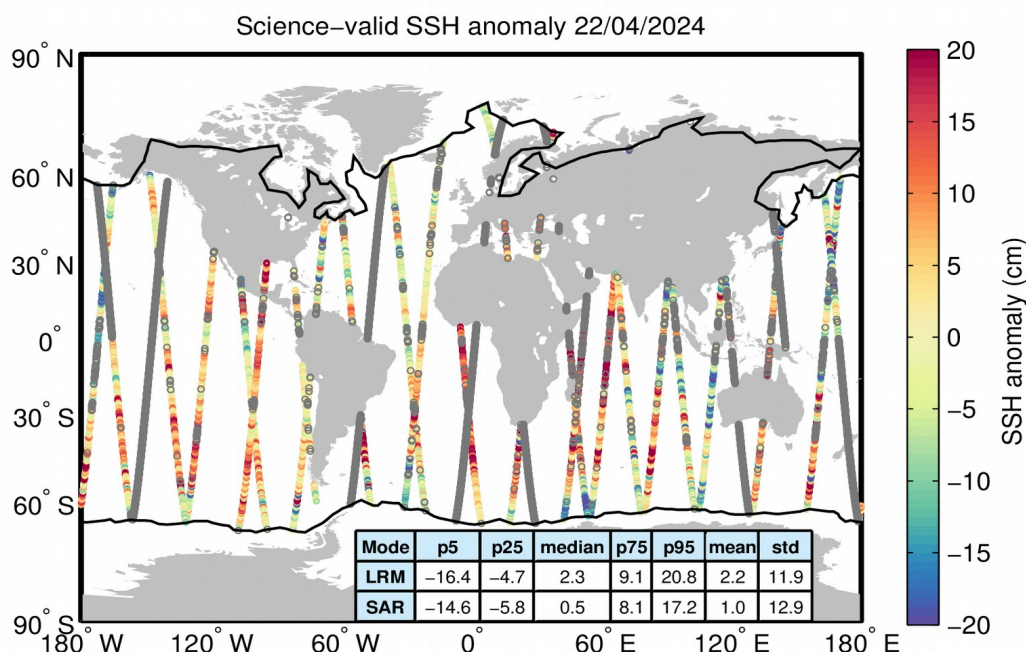 Science−valid SSH anomaly 22/04/2024
90° N
60° N
30° N
0°
30° S
60° S
90° S
180° W
120° W
60° W
0°
60° E
120° E
180° E
20
15
10
5
0
−5
−10
−15
−20
SSH anomaly (cm)
Mode p5 p25 median p75 p95 mean std
LRM −16.4 −4.7 2.3 9.1 20.8 2.2 11.9
SAR −14.6 −5.8 0.5 8.1 17.2 1.0 12.9